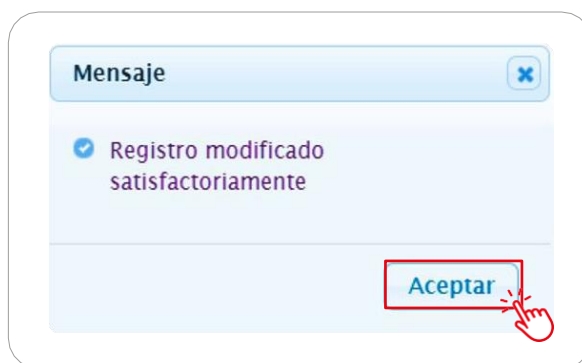 Mensaje
Registro modificado
satisfactoriamente
Aceptar